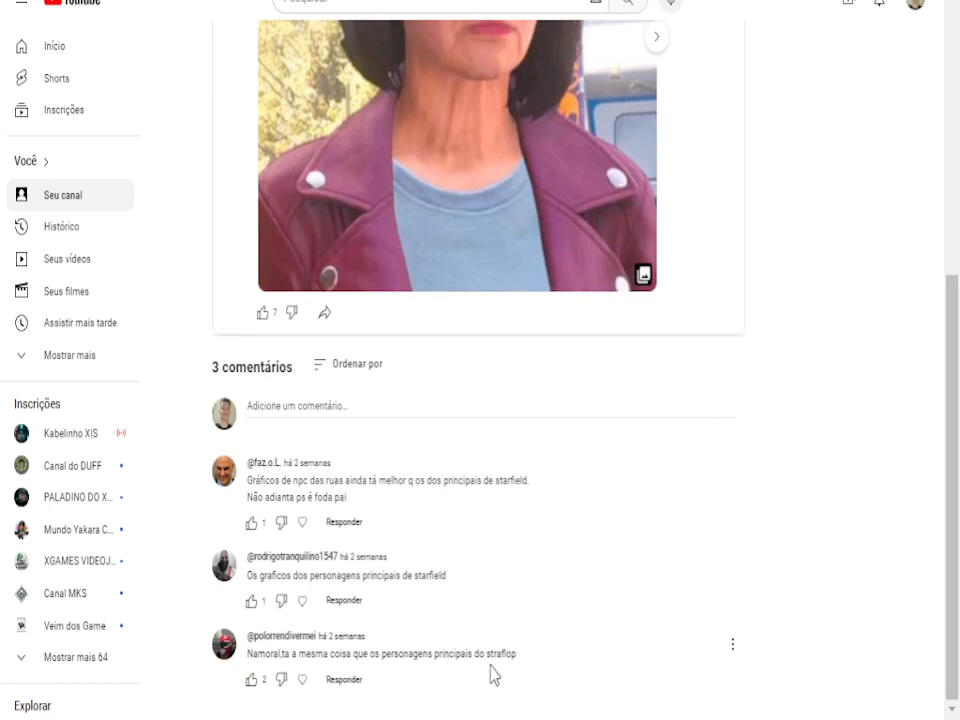 YouTube
Pesquisar
Início
Shorts
Inscrições
Você
Seu canal
Histórico
Seus vídeos
Seus filmes
Assistir mais tarde
Mostrar mais
Inscrições
Kabelinho X|S
Canal do DUFF
PALADINO DO X...
Mundo Yakara C...
XGAMES VIDEOJ...
Canal MKS
Veim dos Game
Mostrar mais 64
Explorar
7
3 comentários
Ordenar por
Adicione um comentário...
@faz.o.L. há 2 semanas
Gráficos de npc das ruas ainda tá melhor q os dos principais de starfield.
Não adianta ps é foda pai
1
Responder
@rodrigotranquilino1547 há 2 semanas
Os graficos dos personagens principais de starfield
1
Responder
@polorrendivermei há 2 semanas
Namoral,ta a mesma coisa que os personagens principais do straflop
2
Responder